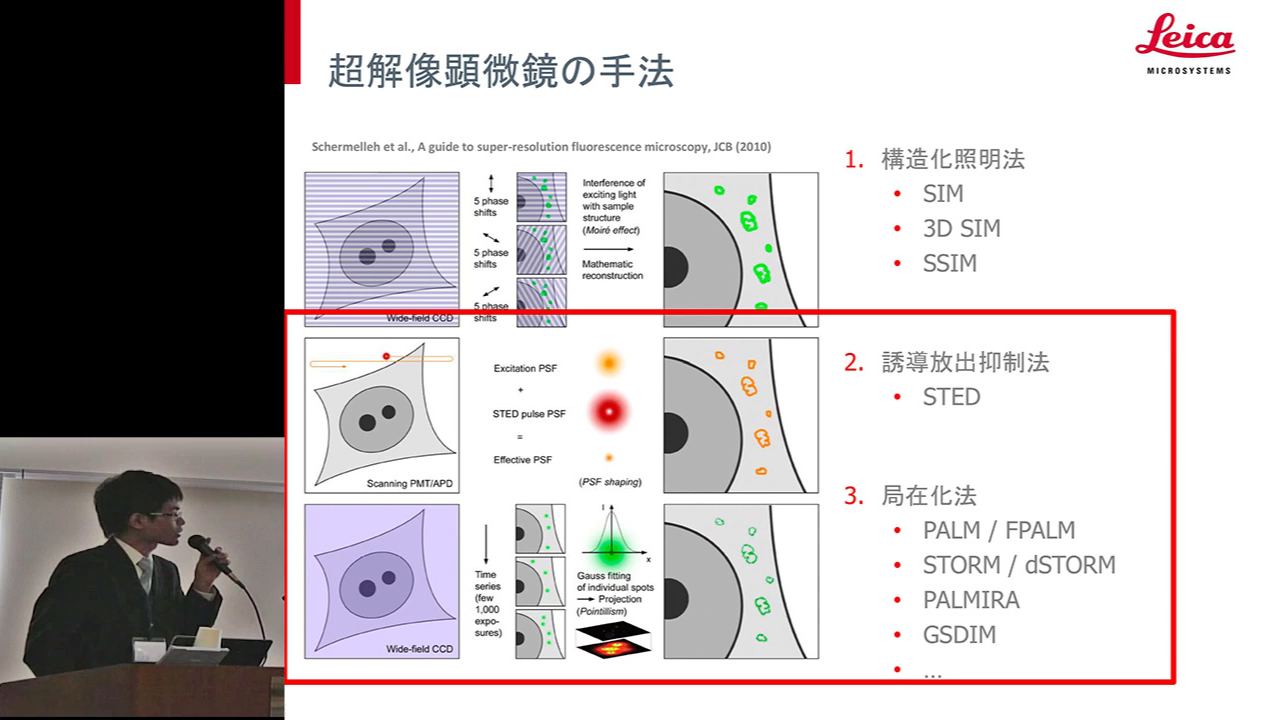 超解像顕微鏡の手法
Leica
MICROSYSTEMS
Schermelleh et al., A guide to super-resolution fluorescence microscopy, JCB (2010)
5 phase
shifts
5 phase
shifts
5 phase
shifts
Interference of
exciting light
with sample
structure
(Moiré effect)
Mathematic
reconstruction
Wide-field CCD
1. 構造化照明法
• SIM
• 3D SIM
• SSIM
Excitation PSF
+
STED pulse PSF
=
Effective PSF
(PSF shaping)
Scanning PMT/APD
2. 誘導放出抑制法
• STED
Time
series
(few
1,000
expo-
sures)
I
x
Gauss fitting
of individual spots
Projection
(Pointillism)
Wide-field CCD
3. 局在化法
• PALM / FPALM
• STORM / dSTORM
• PALMIRA
• GSDIM
• ...